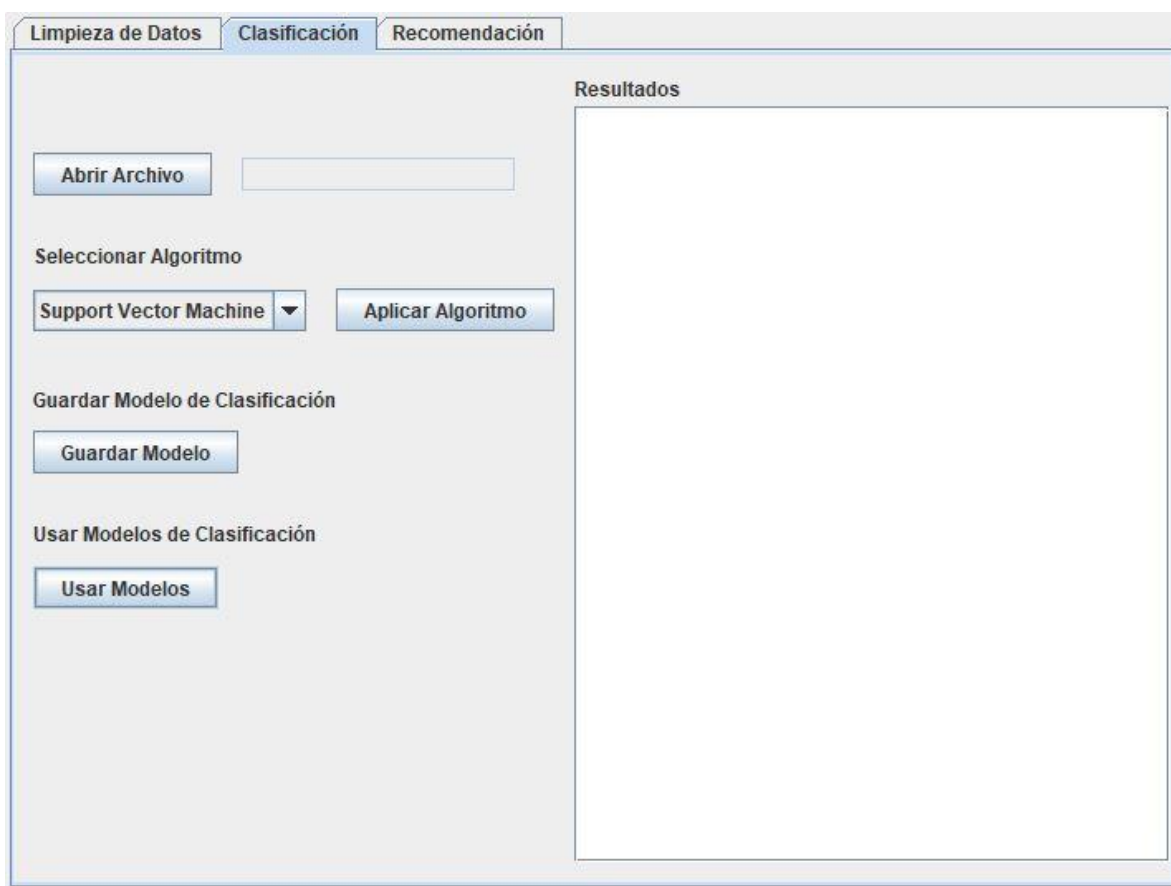 Limpieza de Datos
Clasificación
Recomendación
Resultados
Abrir Archivo
Seleccionar Algoritmo
Support Vector Machine
Aplicar Algoritmo
Guardar Modelo de Clasificación
Guardar Modelo
Usar Modelos de Clasificación
Usar Modelos